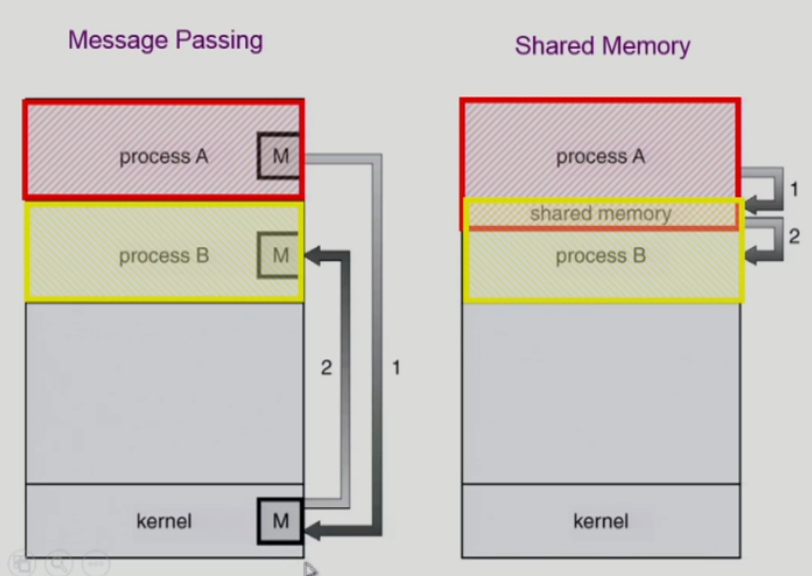 Message Passing
process A
M
process B
M
2
1
kernel
M
Shared Memory
process A
1
shared memory
2
process B
kernel